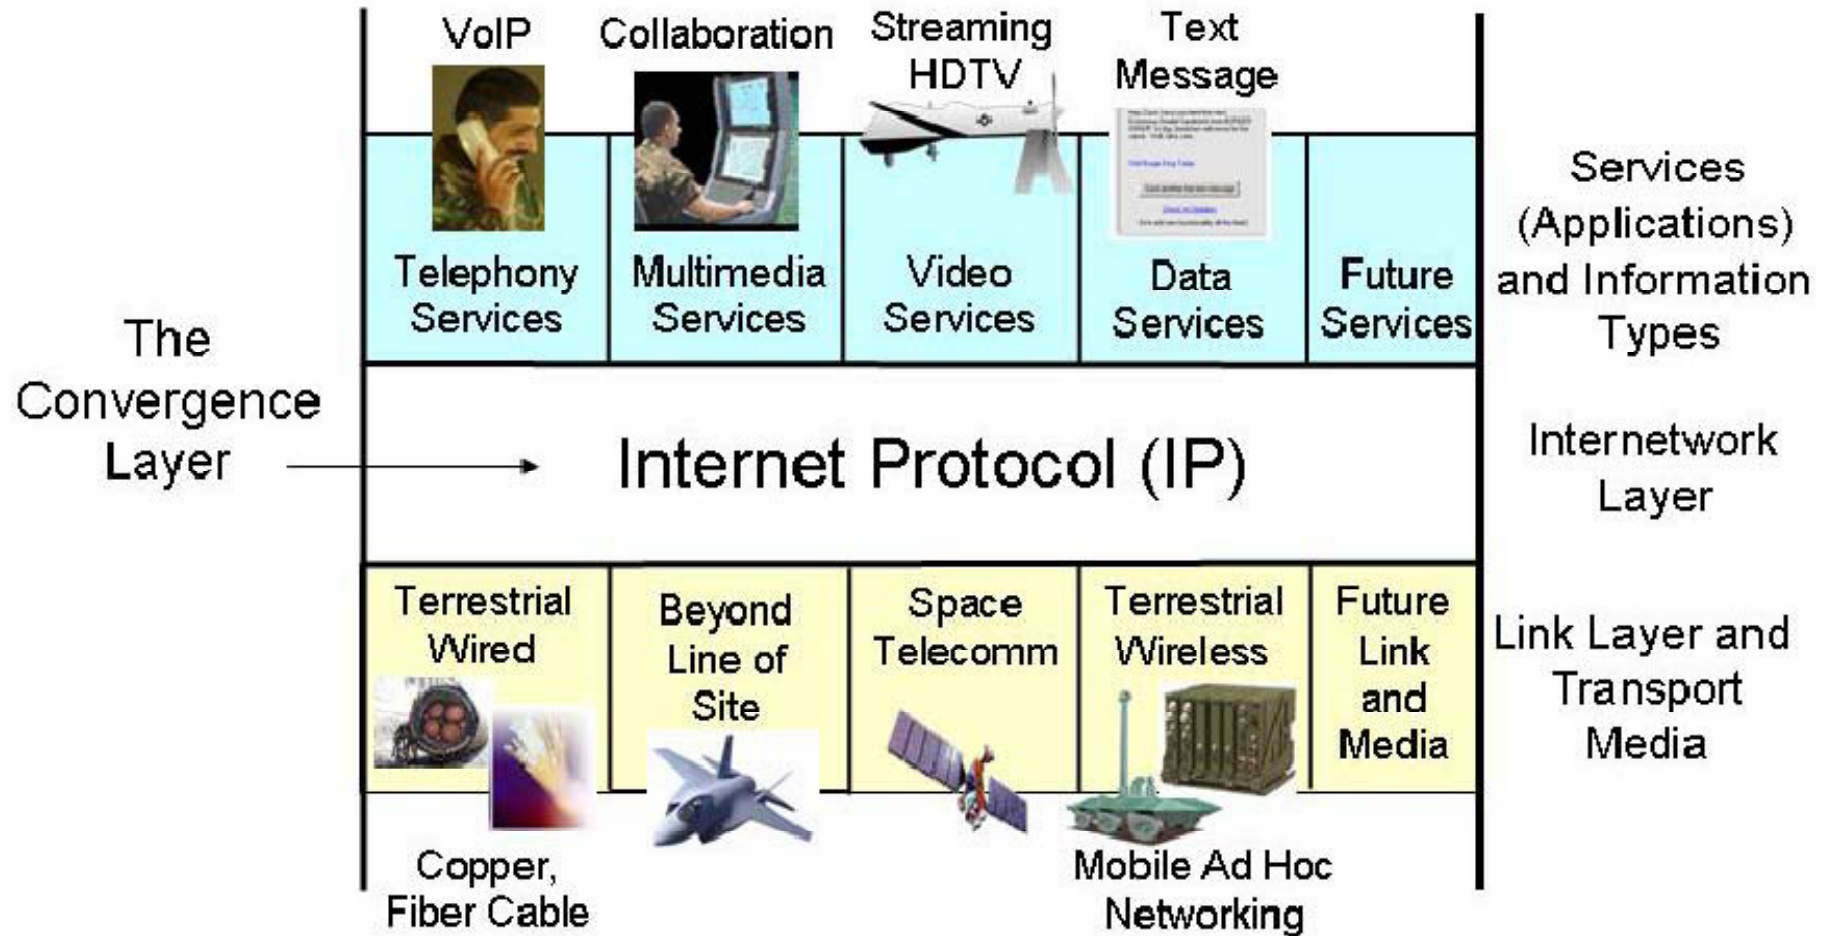 VoIP
Collaboration
Streaming
HDTV
Text
Message
Telephony
Services
Multimedia
Services
Video
Services
Data
Services
Future
Services
Services
(Applications)
and Information
Types
The
Convergence
Layer
Internet Protocol (IP)
Internetwork
Layer
Terrestrial
Wired
Beyond
Line of
Site
Space
Telecomm
Terrestrial
Wireless
Future
Link
and
Media
Link Layer and
Transport
Media
Copper,
Fiber Cable
Mobile Ad Hoc
Networking